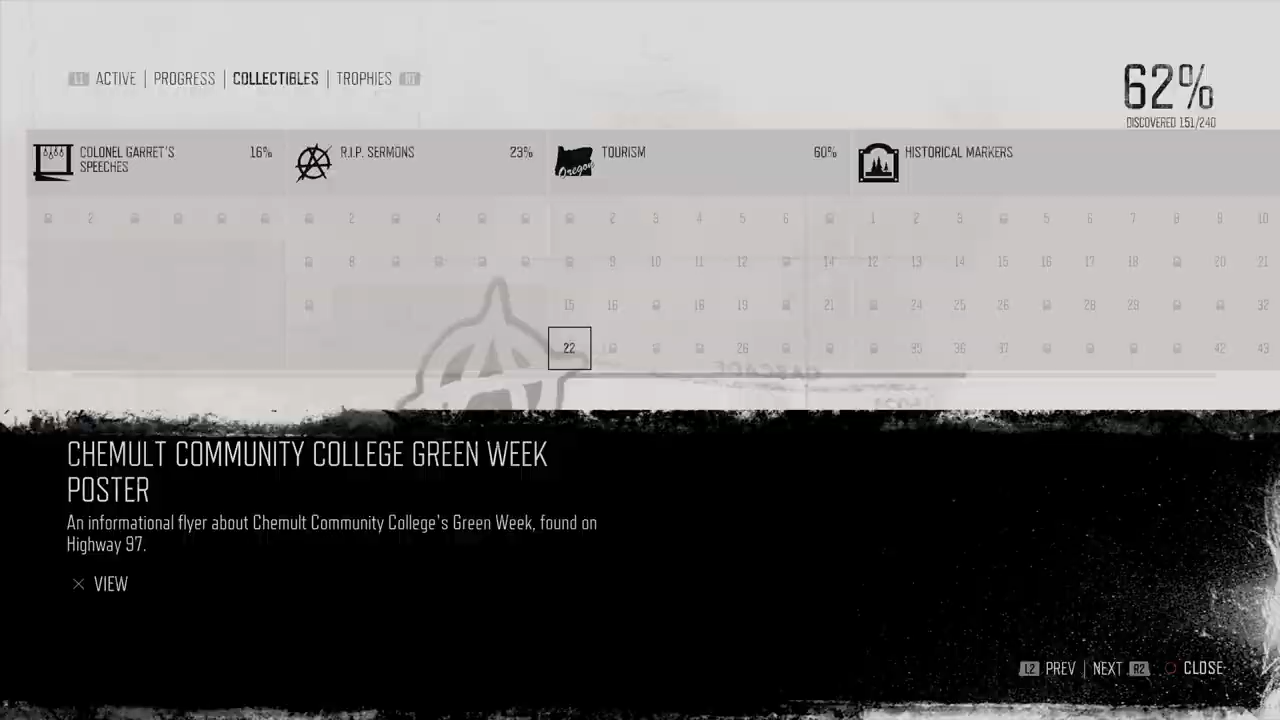 L1 ACTIVE | PROGRESS | COLLECTIBLES | TROPHIES R1
62%
DISCOVERED 151/240
COLONEL GARRET'S SPEECHES 16%
R.I.P. SERMONS 23%
Oregon TOURISM 60%
HISTORICAL MARKERS
2 2 4 2 3 4 5 6 1 2 3 5 6 7 8 9 10
8 9 10 11 12 14 12 13 14 15 16 17 18 20 21
15 16 18 19 21 24 25 26 28 29 32
22 26 35 36 37 42 43
CASCADE
CHEMULT COMMUNITY COLLEGE GREEN WEEK
POSTER
An informational flyer about Chemult Community College's Green Week, found on
Highway 97.
VIEW
L2 PREV | NEXT R2 CLOSE